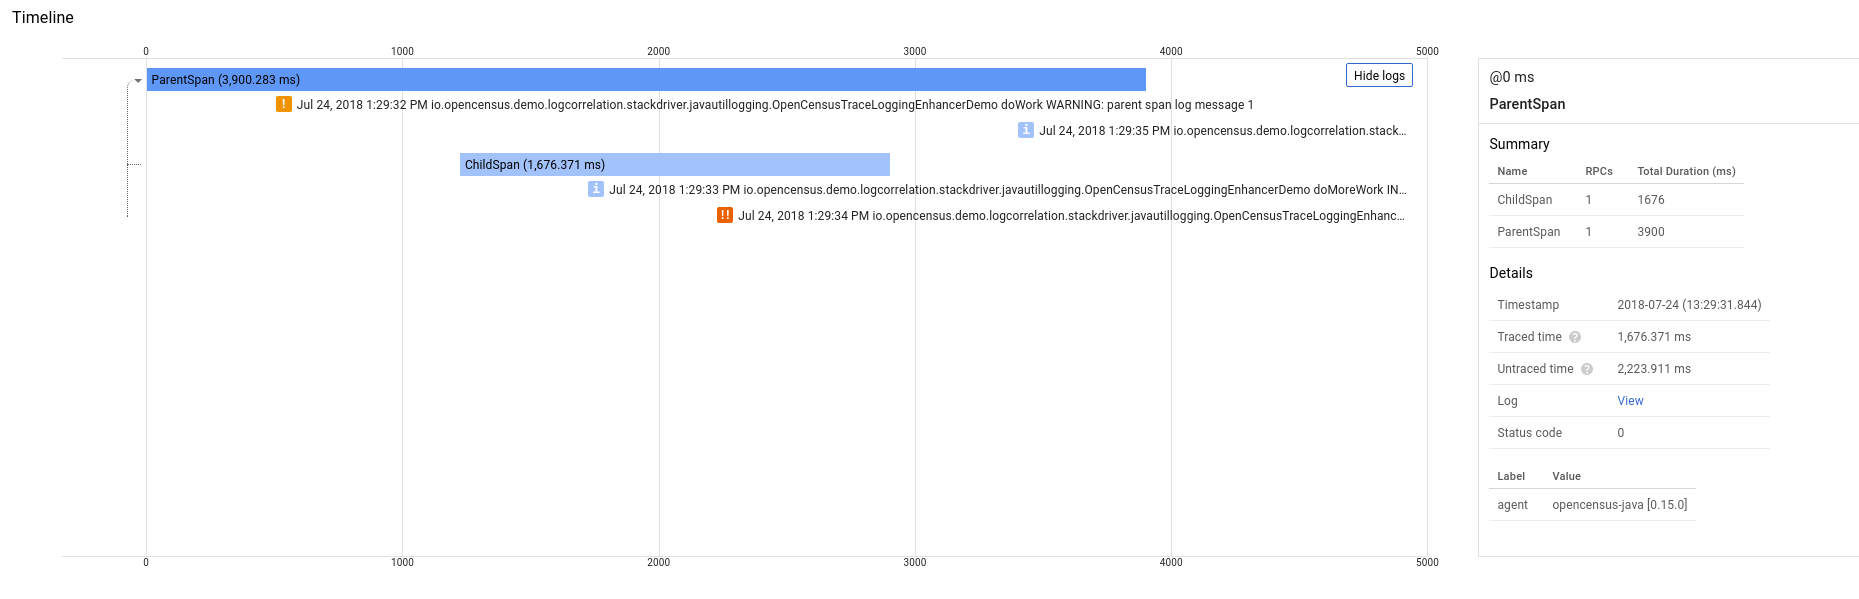 Timeline
0 1000 2000 3000 4000 5000
ParentSpan (3,900.283 ms)
Hide logs
! Jul 24, 2018 1:29:32 PM io.opencensus.demo.logcorrelation.stackdriver.javautillogging.OpenCensusTraceLoggingEnhancerDemo doWork WARNING: parent span log message 1
i Jul 24, 2018 1:29:35 PM io.opencensus.demo.logcorrelation.stack...
ChildSpan (1,676.371 ms)
i Jul 24, 2018 1:29:33 PM io.opencensus.demo.logcorrelation.stackdriver.javautillogging.OpenCensusTraceLoggingEnhancerDemo doMoreWork IN...
!! Jul 24, 2018 1:29:34 PM io.opencensus.demo.logcorrelation.stackdriver.javautillogging.OpenCensusTraceLoggingEnhanc...
0 1000 2000 3000 4000 5000
@0 ms
ParentSpan
Summary
Name RPCs Total Duration (ms)
ChildSpan 1 1676
ParentSpan 1 3900
Details
Timestamp 2018-07-24 (13:29:31.844)
Traced time ? 1,676.371 ms
Untraced time ? 2,223.911 ms
Log View
Status code 0
Label Value
agent opencensus-java [0.15.0]